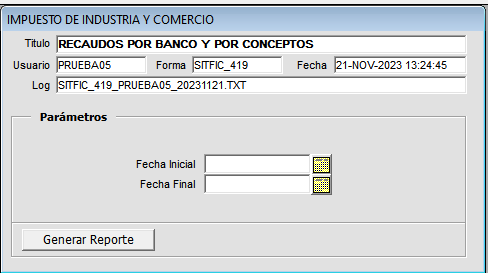 IMPUESTO DE INDUSTRIA Y COMERCIO
Titulo RECAUDOS POR BANCO Y POR CONCEPTOS
Usuario PRUEBA05 Forma SITFIC_419 Fecha 21-NOV-2023 13:24:45
Log SITFIC_419_PRUEBA05_20231121.TXT
Parámetros
Fecha Inicial
Fecha Final
Generar Reporte